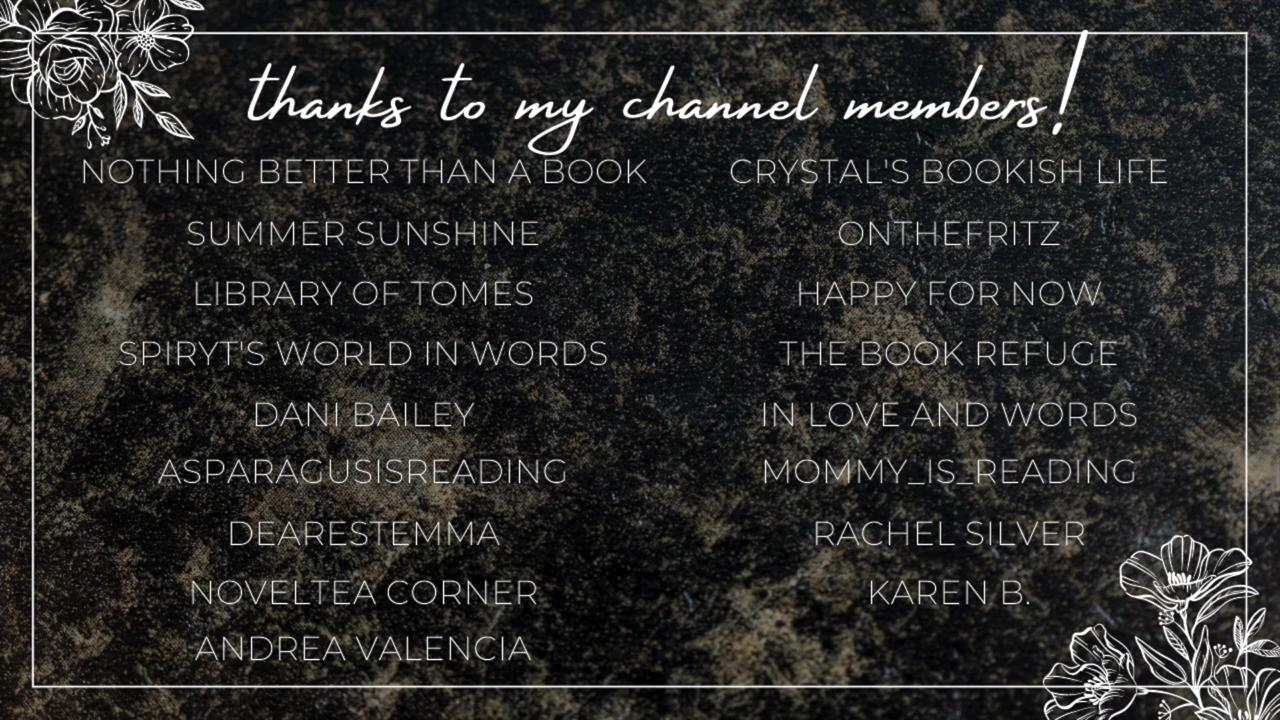 thanks to my channel members!
NOTHING BETTER THAN A BOOK
SUMMER SUNSHINE
LIBRARY OF TOMES
SPIRYT'S WORLD IN WORDS
DANI BAILEY
ASPARAGUSISREADING
DEARESTEMMA
NOVELTEA CORNER
ANDREA VALENCIA
CRYSTAL'S BOOKISH LIFE
ONTHEFRITZ
HAPPY FOR NOW
THE BOOK REFUGE
IN LOVE AND WORDS
MOMMY_IS_READING
RACHEL SILVER
KAREN B.